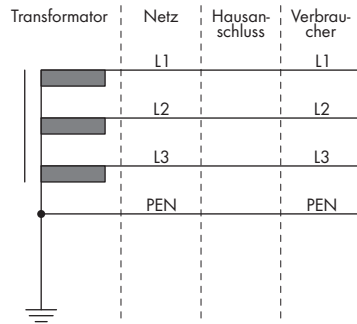 Transformator
Netz
Hausan-
schluss
Verbrau-
cher
L1
L1
L2
L2
L3
L3
PEN
PEN